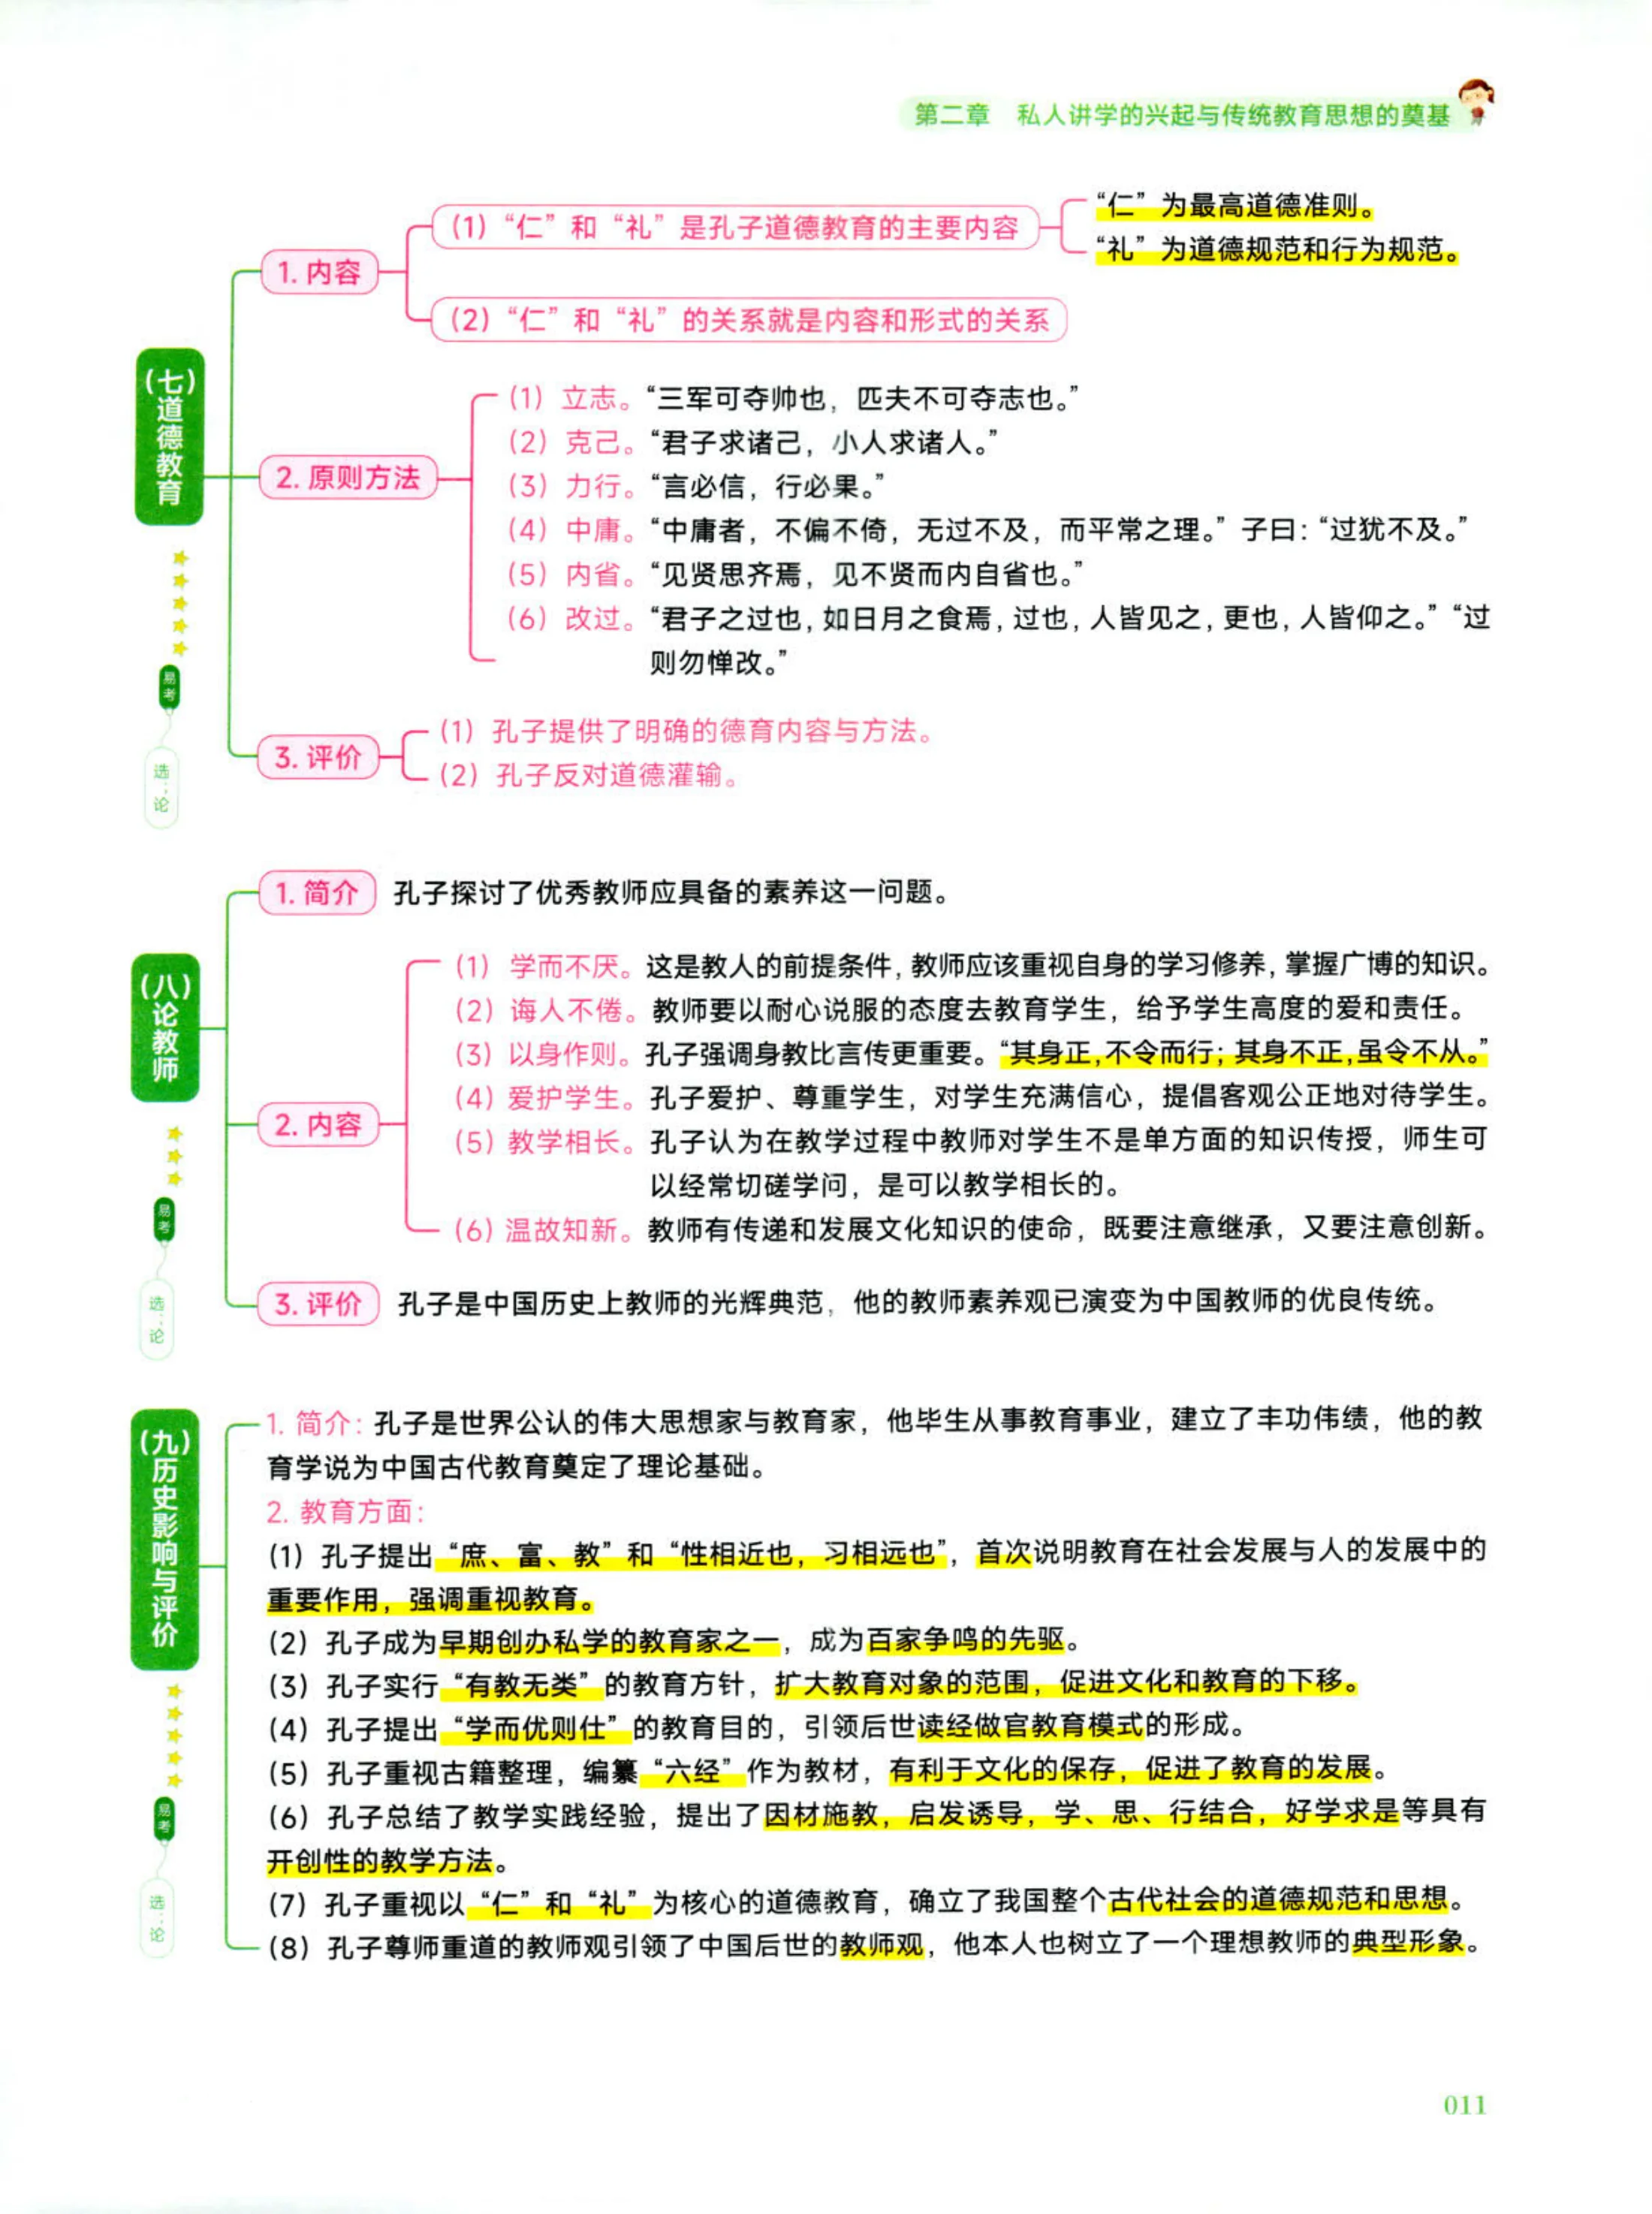 第二章 私人讲学的兴起与传统教育思想的奠基
(七)道德教育
易考
选;论
1. 内容
(1)“仁”和“礼”是孔子道德教育的主要内容
“仁”为最高道德准则。
“礼”为道德规范和行为规范。
(2)“仁”和“礼”的关系就是内容和形式的关系
2. 原则方法
(1)立志。“三军可夺帅也，匹夫不可夺志也。”
(2)克己。“君子求诸己，小人求诸人。”
(3)力行。“言必信，行必果。”
(4)中庸。“中庸者，不偏不倚，无过不及，而平常之理。”子曰：“过犹不及。”
(5)内省。“见贤思齐焉，见不贤而内自省也。”
(6)改过。“君子之过也，如日月之食焉，过也，人皆见之，更也，人皆仰之。”“过
则勿惮改。”
3. 评价
(1)孔子提供了明确的德育内容与方法。
(2)孔子反对道德灌输。
(八)论教师
易考
选;论
1. 简介 孔子探讨了优秀教师应具备的素养这一问题。
2. 内容
(1)学而不厌。这是教人的前提条件，教师应该重视自身的学习修养，掌握广博的知识。
(2)诲人不倦。教师要以耐心说服的态度去教育学生，给予学生高度的爱和责任。
(3)以身作则。孔子强调身教比言传更重要。“其身正，不令而行；其身不正，虽令不从。”
(4)爱护学生。孔子爱护、尊重学生，对学生充满信心，提倡客观公正地对待学生。
(5)教学相长。孔子认为在教学过程中教师对学生不是单方面的知识传授，师生可
以经常切磋学问，是可以教学相长的。
(6)温故知新。教师有传递和发展文化知识的使命，既要注意继承，又要注意创新。
3. 评价 孔子是中国历史上教师的光辉典范，他的教师素养观已演变为中国教师的优良传统。
(九)历史影响与评价
易考
选;论
1. 简介：孔子是世界公认的伟大思想家与教育家，他毕生从事教育事业，建立了丰功伟绩，他的教
育学说为中国古代教育奠定了理论基础。
2. 教育方面：
(1)孔子提出“庶、富、教”和“性相近也，习相远也”，首次说明教育在社会发展与人的发展中的
重要作用，强调重视教育。
(2)孔子成为早期创办私学的教育家之一，成为百家争鸣的先驱。
(3)孔子实行“有教无类”的教育方针，扩大教育对象的范围，促进文化和教育的下移。
(4)孔子提出“学而优则仕”的教育目的，引领后世读经做官教育模式的形成。
(5)孔子重视古籍整理，编纂“六经”作为教材，有利于文化的保存，促进了教育的发展。
(6)孔子总结了教学实践经验，提出了因材施教，启发诱导，学、思、行结合，好学求是等具有
开创性的教学方法。
(7)孔子重视以“仁”和“礼”为核心的道德教育，确立了我国整个古代社会的道德规范和思想。
(8)孔子尊师重道的教师观引领了中国后世的教师观，他本人也树立了一个理想教师的典型形象。
011